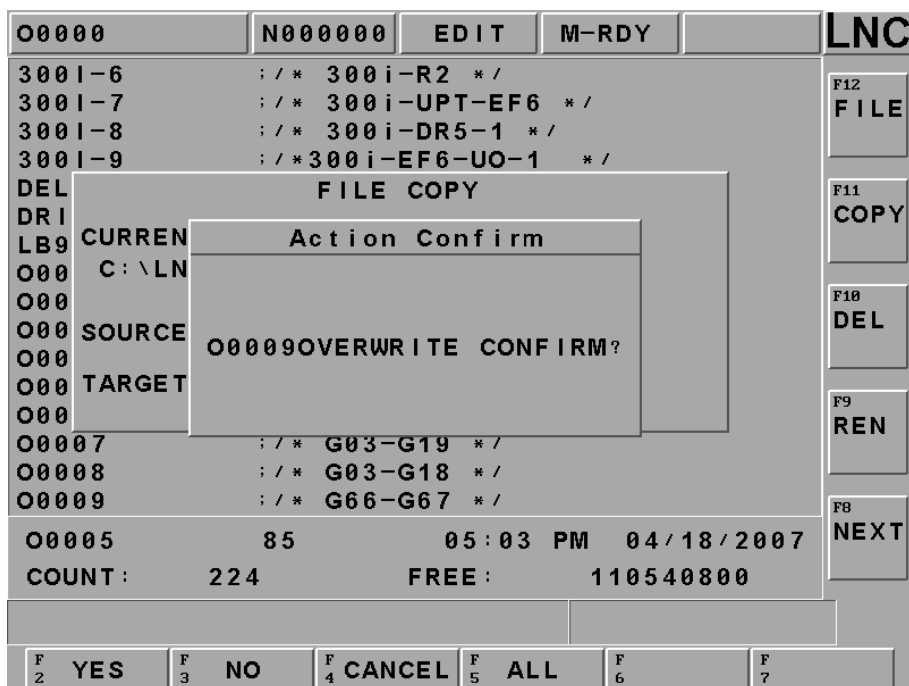 O0000 N000000 EDIT M-RDY LNC
300I-6 ;/* 300i-R2 */
300I-7 ;/* 300i-UPT-EF6 */
300I-8 ;/* 300i-DR5-1 */
300I-9 ;/*300i-EF6-UO-1 */
DEL
FILE COPY
DRI
LB9
CURREN
Action Confirm
O00
C:\LN
O00
O00
SOURCE
O0009OVERWRITE CONFIRM?
O00
O00
TARGET
O00
O0007 ;/* G03-G19 */
O0008 ;/* G03-G18 */
O0009 ;/* G66-G67 */
O0005 85 05:03 PM 04/18/2007
COUNT: 224 FREE: 110540800
F12
FILE
F11
COPY
F10
DEL
F9
REN
F8
NEXT
F2 YES F3 NO F4 CANCEL F5 ALL F6 F7